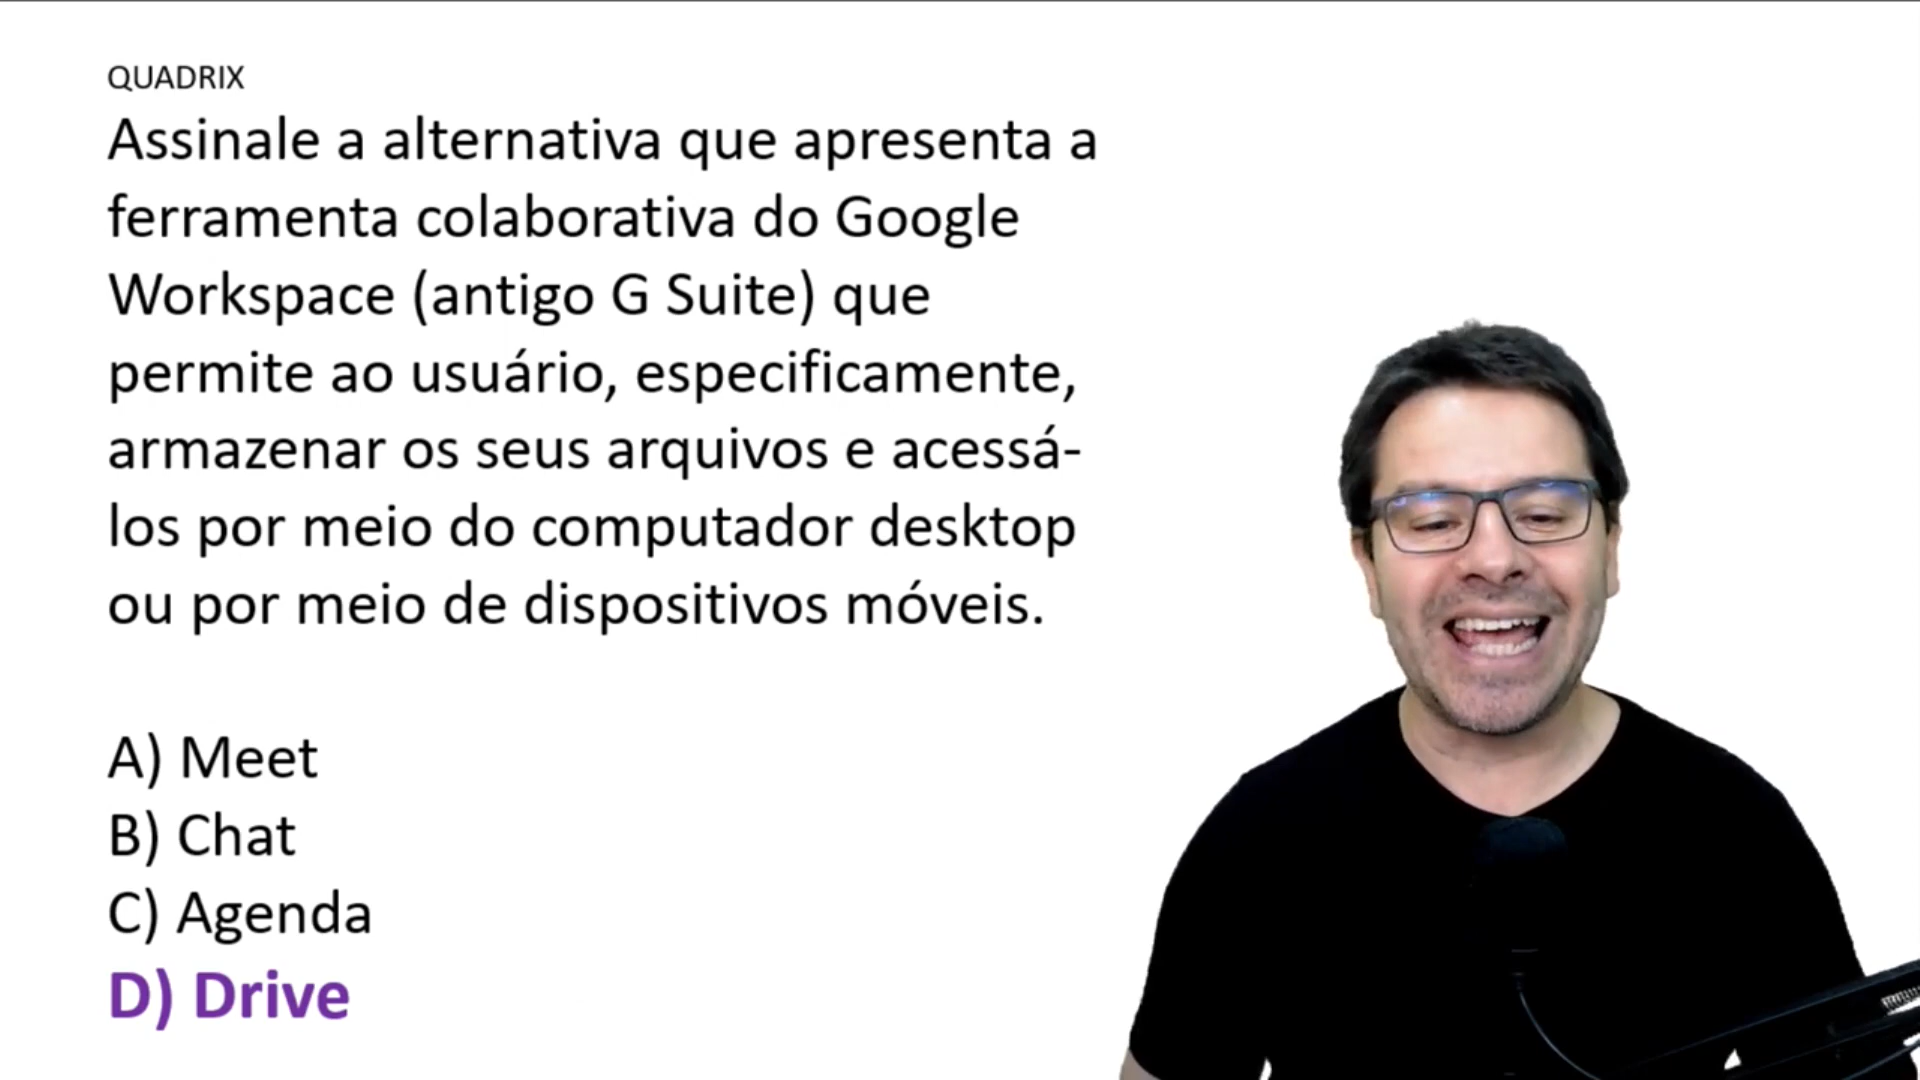 QUADRIX
Assinale a alternativa que apresenta a
ferramenta colaborativa do Google
Workspace (antigo G Suite) que
permite ao usuário, especificamente,
armazenar os seus arquivos e acessá-
los por meio do computador desktop
ou por meio de dispositivos móveis.
A) Meet
B) Chat
C) Agenda
D) Drive